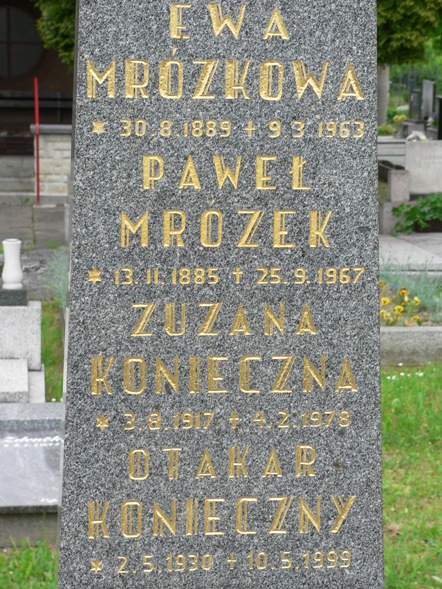 EWA
MRÓZKOWA
* 30.8.1889 + 9.3.1963
PAWEŁ
MRÓZEK
* 13.11.1885 + 25.9.1967
ZUZANA
KONIECZNA
* 3.8.1917 + 4.2.1978
OTAKAR
KONIECZNY
* 2.5.1930 + 10.5.1999